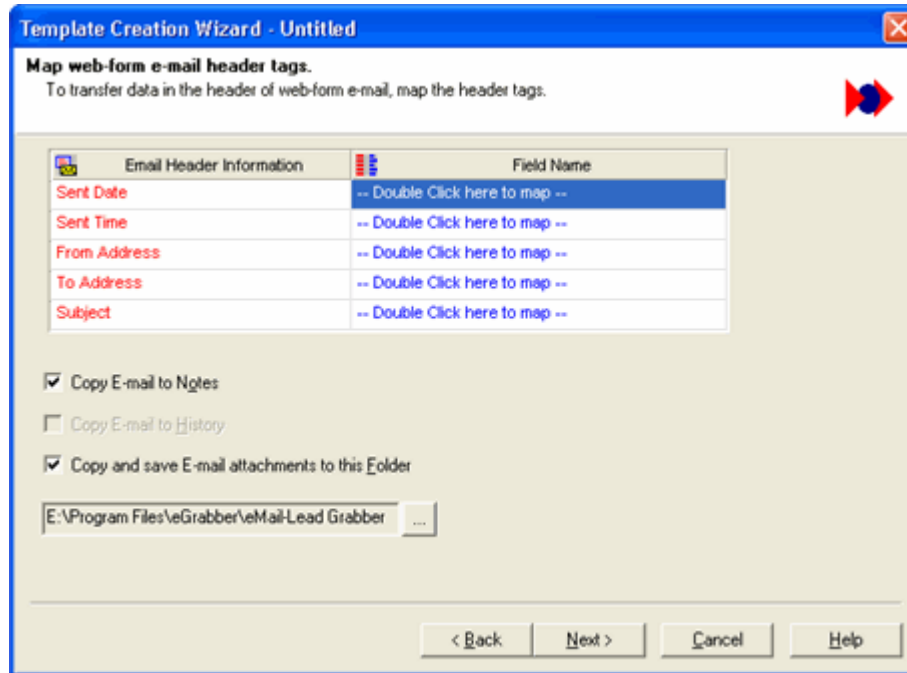 Template Creation Wizard - Untitled
Map web-form e-mail header tags.
To transfer data in the header of web-form e-mail, map the header tags.
Email Header Information Field Name
Sent Date -- Double Click here to map --
Sent Time -- Double Click here to map --
From Address -- Double Click here to map --
To Address -- Double Click here to map --
Subject -- Double Click here to map --
Copy E-mail to Notes
Copy E-mail to History
Copy and save E-mail attachments to this Folder
E:\Program Files\eGrabber\eMail-Lead Grabber ...
< Back Next > Cancel Help